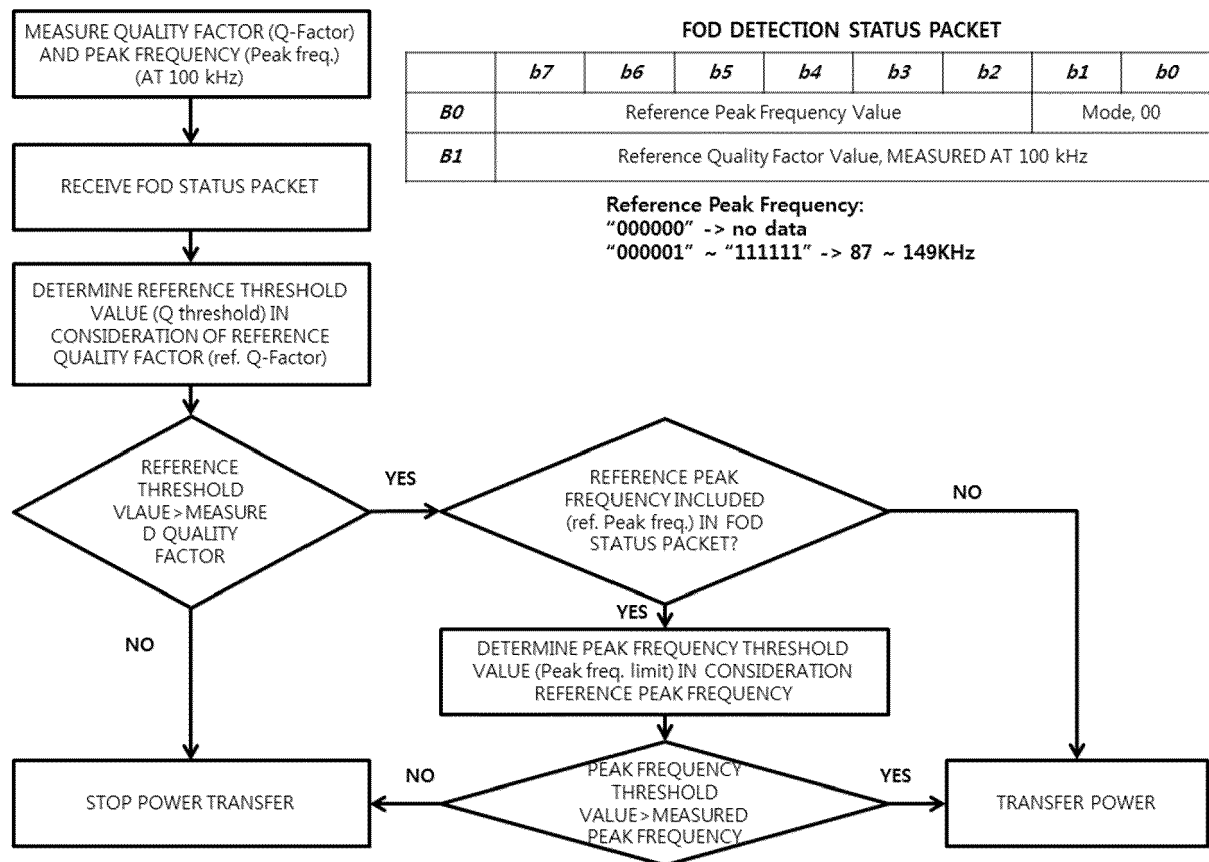 MEASURE QUALITY FACTOR (Q-Factor)
AND PEAK FREQUENCY (Peak freq.)
(AT 100 kHz)
RECEIVE FOD STATUS PACKET
DETERMINE REFERENCE THRESHOLD
VALUE (Q threshold) IN
CONSIDERATION OF REFERENCE
QUALITY FACTOR (ref. Q-Factor)
FOD DETECTION STATUS PACKET
b7 b6 b5 b4 b3 b2 b1 b0
B0 Reference Peak Frequency Value Mode, 00
B1 Reference Quality Factor Value, MEASURED AT 100 kHz
Reference Peak Frequency:
"000000" -> no data
"000001" ~ "111111" -> 87 ~ 149KHz
REFERENCE
THRESHOLD
VLAUE>MEASURE
D QUALITY
FACTOR
YES
NO
REFERENCE PEAK
FREQUENCY INCLUDED
(ref. Peak freq.) IN FOD
STATUS PACKET?
NO
YES
DETERMINE PEAK FREQUENCY THRESHOLD
VALUE (Peak freq. limit) IN CONSIDERATION
REFERENCE PEAK FREQUENCY
PEAK FREQUENCY
THRESHOLD
VALUE>MEASURED
PEAK FREQUENCY
NO
YES
STOP POWER TRANSFER
TRANSFER POWER